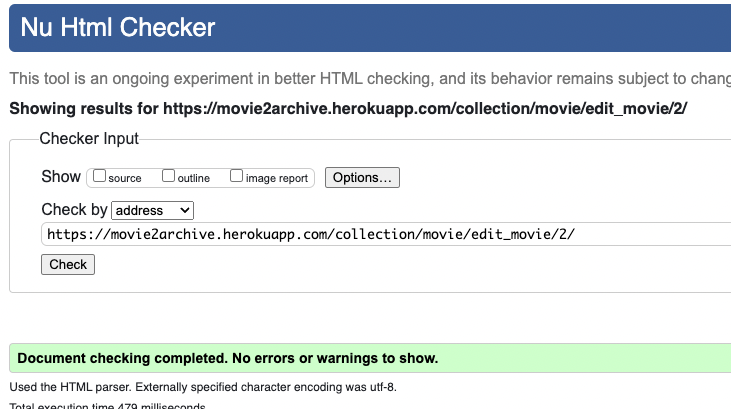 Nu Html Checker
This tool is an ongoing experiment in better HTML checking, and its behavior remains subject to
Showing results for https://movie2archive.herokuapp.com/collection/movie/edit_movie/2/
Checker Input
Show source outline image report Options...
Check by address
https://movie2archive.herokuapp.com/collection/movie/edit_movie/2/
Check
Document checking completed. No errors or warnings to show.
Used the HTML parser. Externally specified character encoding was utf-8.
Total execution time 479 milliseconds.